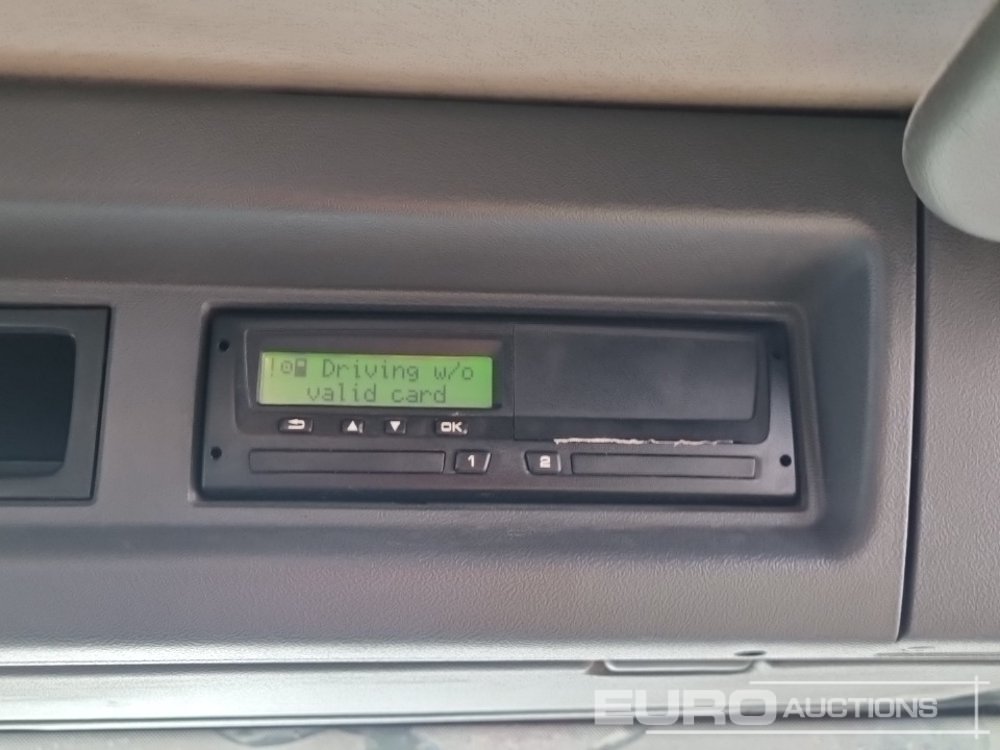 ! Driving w/o
valid card
OK
1 2
EURO AUCTIONS